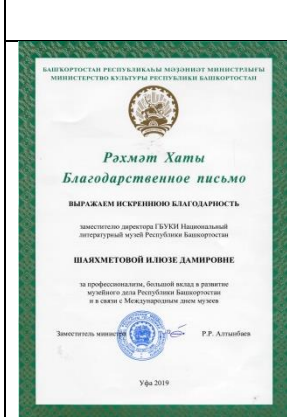 БАШҠОРТОСТАН РЕСПУБЛИКАҺЫ МӘҘӘНИӘТ МИНИСТРЛЫҒЫ
МИНИСТЕРСТВО КУЛЬТУРЫ РЕСПУБЛИКИ БАШКОРТОСТАН
Рәхмәт Хаты
Благодарственное письмо
ВЫРАЖАЕМ ИСКРЕННЮЮ БЛАГОДАРНОСТЬ
заместителю директора ГБУКИ Национальный
литературный музей Республики Башкортостан
ШАЯХМЕТОВОЙ ИЛЮЗЕ ДАМИРОВНЕ
за профессионализм, большой вклад в развитие
музейного дела Республики Башкортостан
и в связи с Международным днем музеев
Заместитель министра Р.Р. Алтынбаев
Уфа 2019